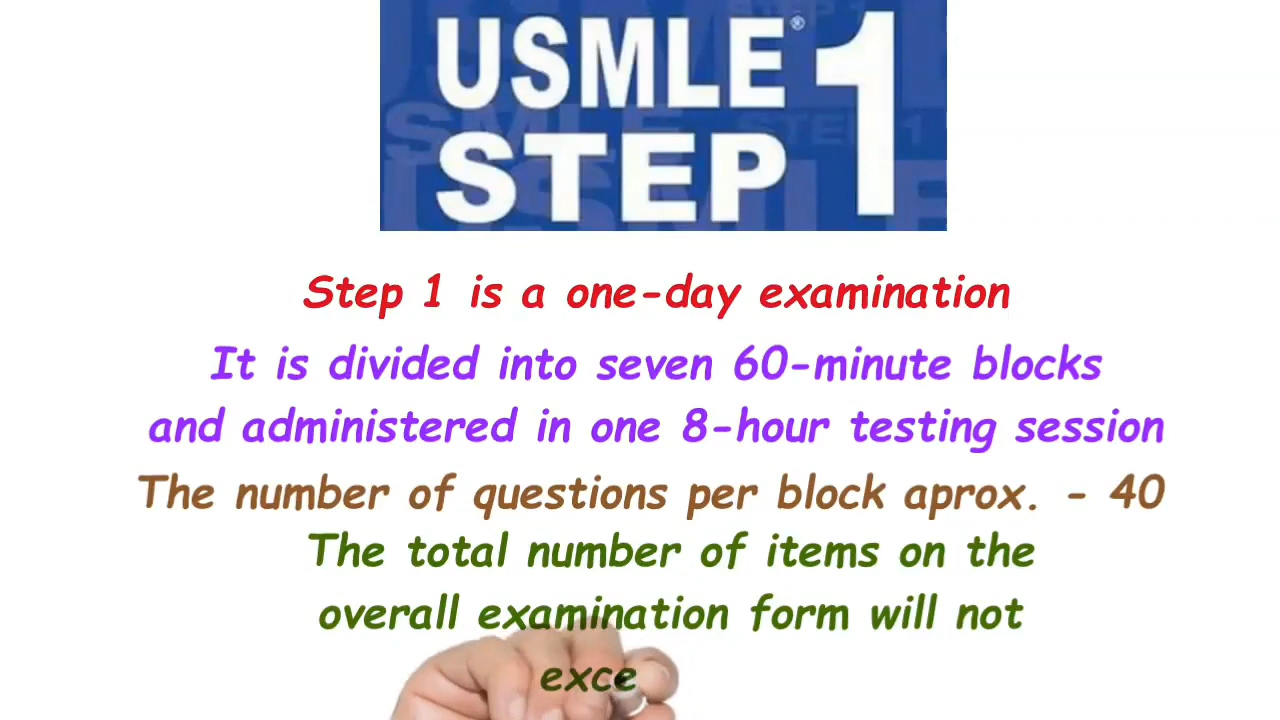 USMLE® 1
STEP
Step 1 is a one-day examination
It is divided into seven 60-minute blocks
and administered in one 8-hour testing session
The number of questions per block aprox. - 40
The total number of items on the
overall examination form will not
exce